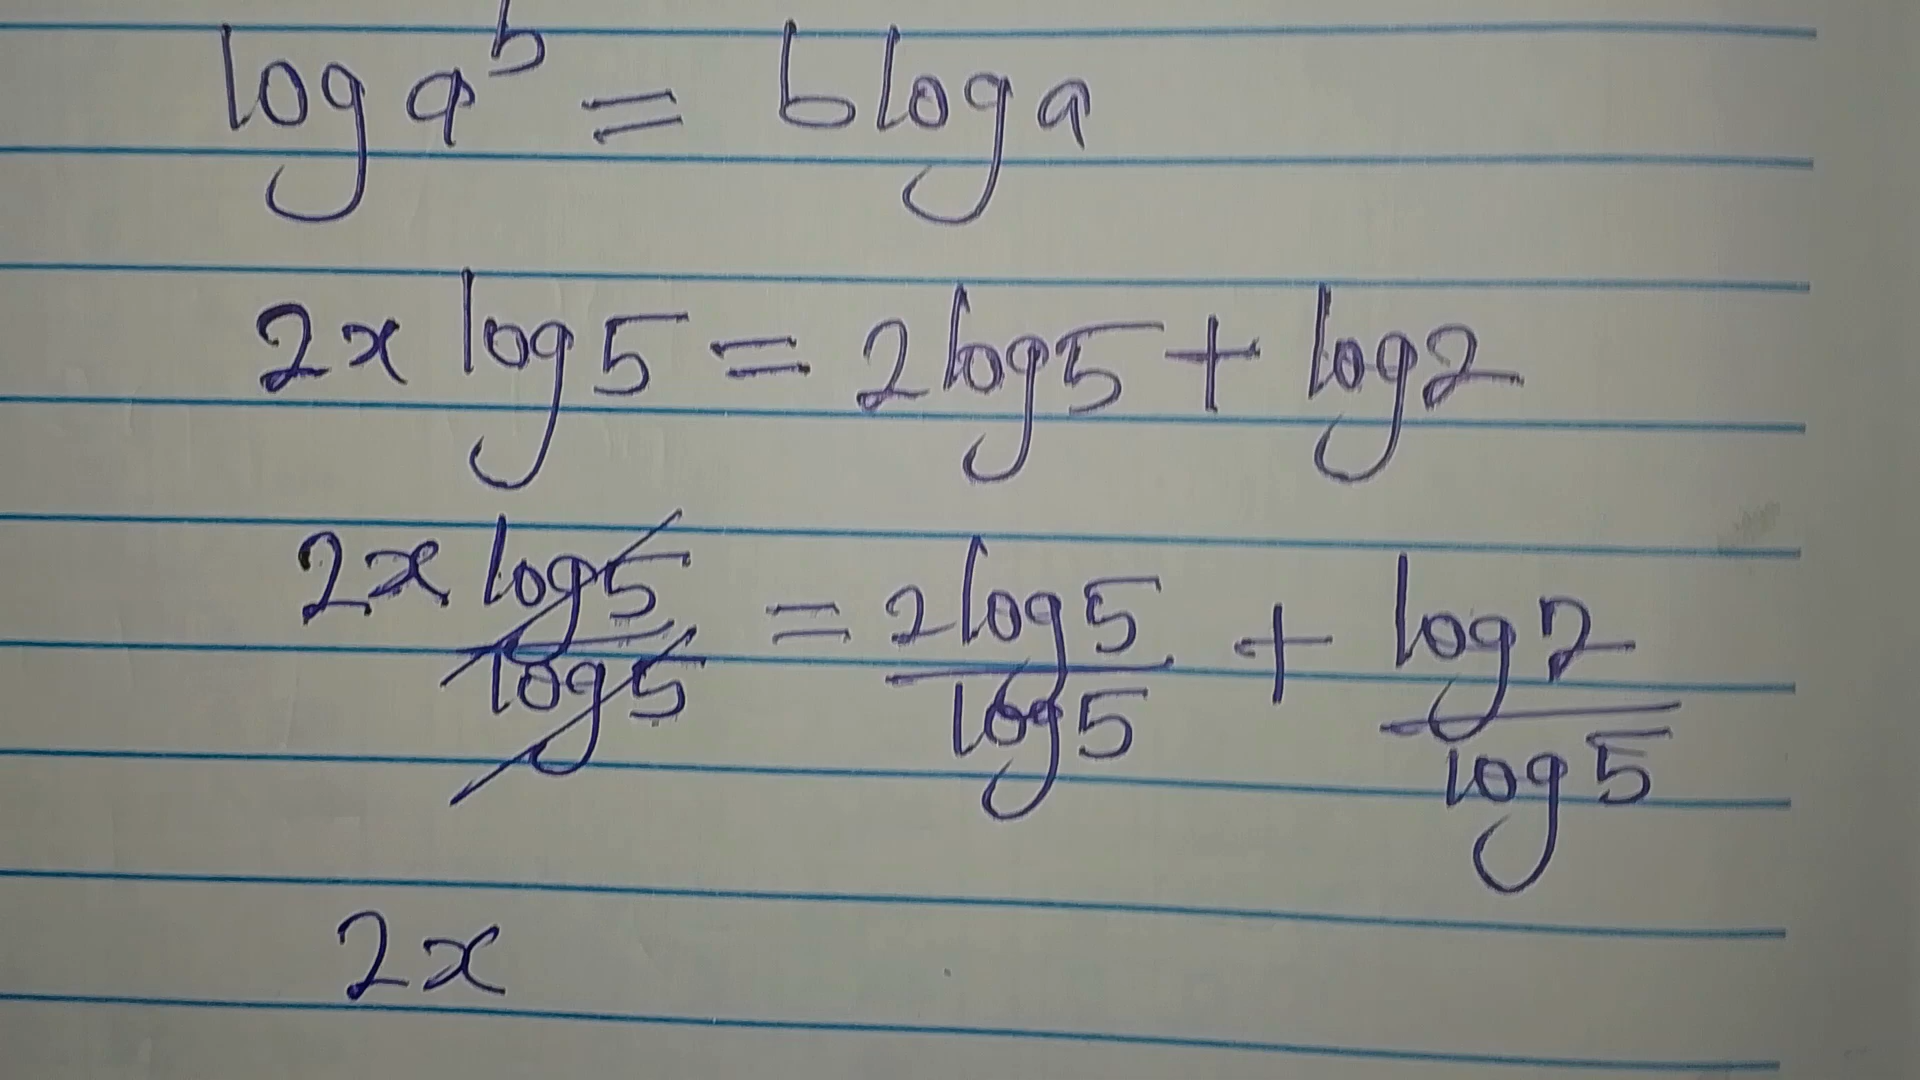 log a^b = b log a
2x log 5 = 2 log 5 + log 2
2x log 5 / log 5 = 2 log 5 / log 5 + log 2 / log 5
2x